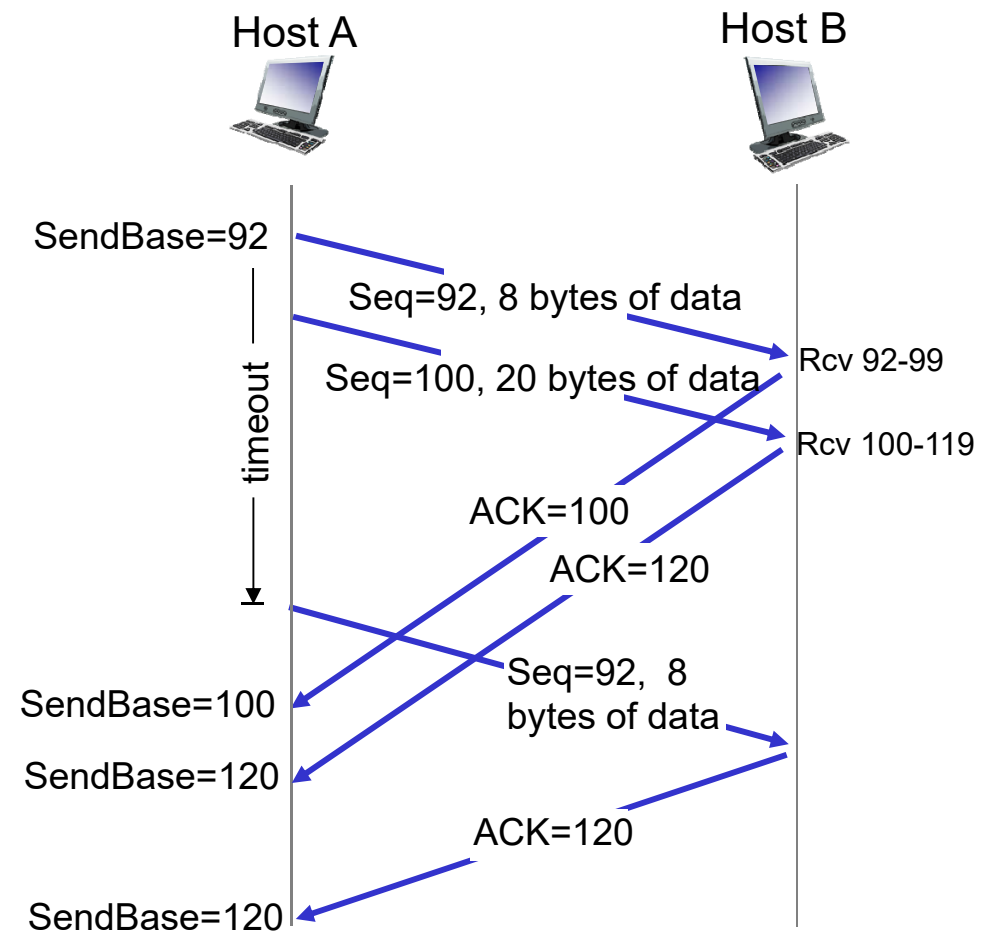 Host A
Host B
SendBase=92
Seq=92, 8 bytes of data
Rcv 92-99
Seq=100, 20 bytes of data
timeout
Rcv 100-119
ACK=100
ACK=120
Seq=92, 8
bytes of data
SendBase=100
SendBase=120
ACK=120
SendBase=120